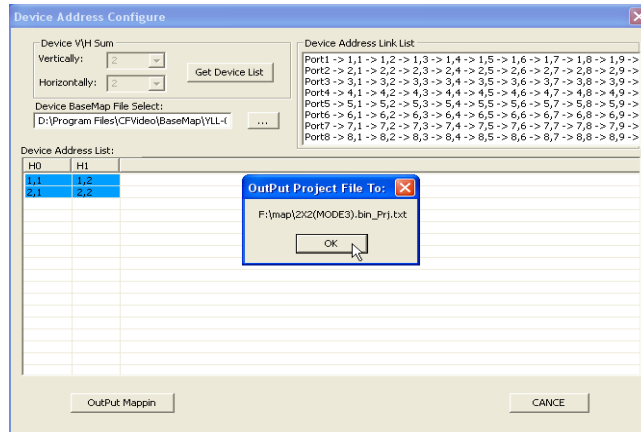 Device Address Configure
Device V\H Sum
Vertically: 2
Horizontally: 2
Get Device List
Device BaseMap File Select:
D:\Program Files\CFVideo\BaseMap\YLL-(
...
Device Address Link List
Port1 -> 1,1 -> 1,2 -> 1,3 -> 1,4 -> 1,5 -> 1,6 -> 1,7 -> 1,8 -> 1,9 ->
Port2 -> 2,1 -> 2,2 -> 2,3 -> 2,4 -> 2,5 -> 2,6 -> 2,7 -> 2,8 -> 2,9 ->
Port3 -> 3,1 -> 3,2 -> 3,3 -> 3,4 -> 3,5 -> 3,6 -> 3,7 -> 3,8 -> 3,9 ->
Port4 -> 4,1 -> 4,2 -> 4,3 -> 4,4 -> 4,5 -> 4,6 -> 4,7 -> 4,8 -> 4,9 ->
Port5 -> 5,1 -> 5,2 -> 5,3 -> 5,4 -> 5,5 -> 5,6 -> 5,7 -> 5,8 -> 5,9 ->
Port6 -> 6,1 -> 6,2 -> 6,3 -> 6,4 -> 6,5 -> 6,6 -> 6,7 -> 6,8 -> 6,9 ->
Port7 -> 7,1 -> 7,2 -> 7,3 -> 7,4 -> 7,5 -> 7,6 -> 7,7 -> 7,8 -> 7,9 ->
Port8 -> 8,1 -> 8,2 -> 8,3 -> 8,4 -> 8,5 -> 8,6 -> 8,7 -> 8,8 -> 8,9 ->
Device Address List:
H0 H1
1,1 1,2
2,1 2,2
OutPut Project File To:
F:\map\2X2(MODE3).bin_Prj.txt
OK
OutPut Mappin
CANCE